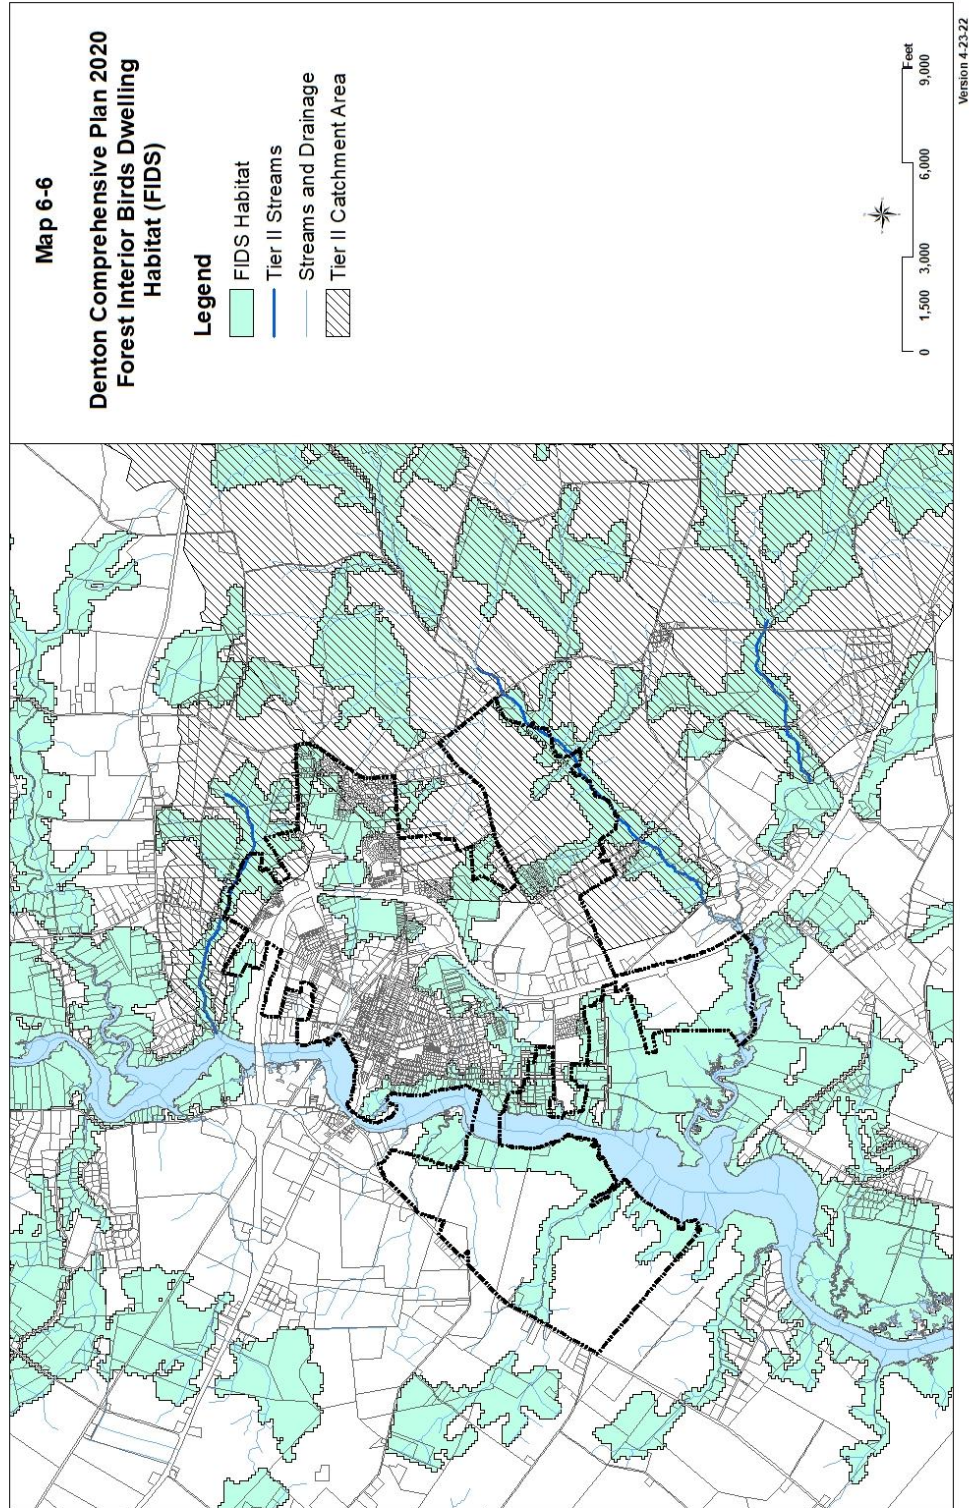 Map 6-6
Denton Comprehensive Plan 2020
Forest Interior Birds Dwelling
Habitat (FIDS)
Legend
FIDS Habitat
Tier II Streams
Streams and Drainage
Tier II Catchment Area
Feet
0 1,500 3,000 6,000 9,000
Version 4-23-22